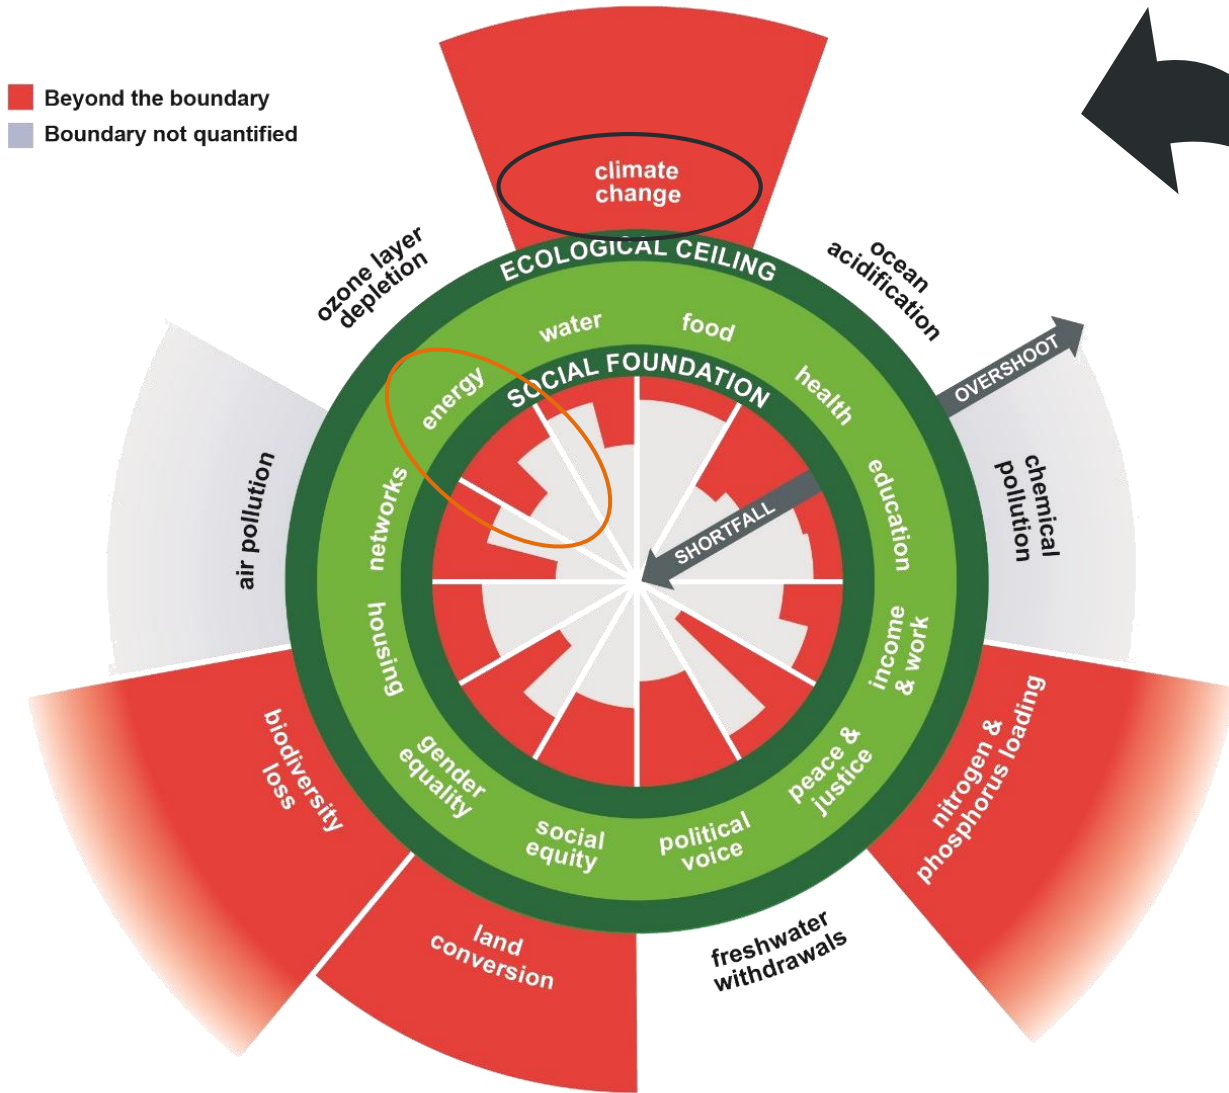 Beyond the boundary
Boundary not quantified
climate
change
ECOLOGICAL CEILING
ozone layer
depletion
ocean
acidification
water
food
SOCIAL FOUNDATION
energy
health
OVERSHOOT
networks
education
air pollution
chemical
pollution
SHORTFALL
housing
income
& work
biodiversity
loss
gender
equality
peace &
justice
nitrogen &
phosphorus loading
social
equity
political
voice
land
conversion
freshwater
withdrawals